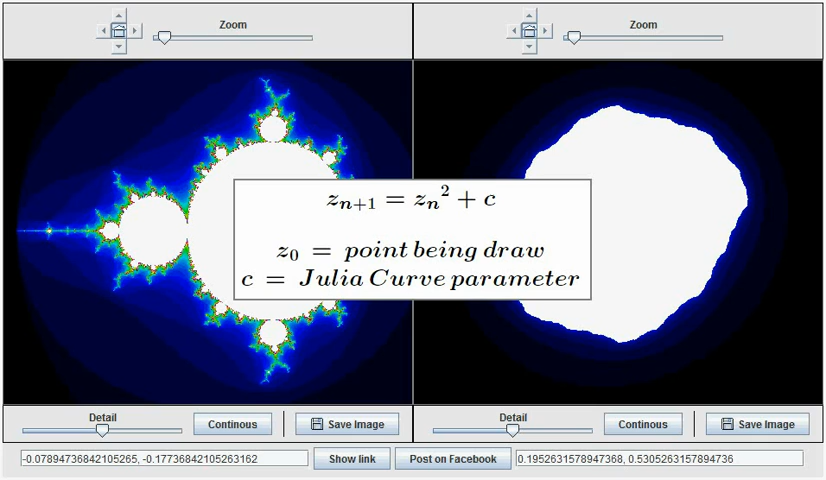 Zoom
Zoom
z_{n+1} = z_n^2 + c
z_0 = point being draw
c = Julia Curve parameter
Detail
Continous
Save Image
Detail
Continous
Save Image
-0.07894736842105265, -0.17736842105263162
Show link
Post on Facebook
0.1952631578947368, 0.5305263157894736